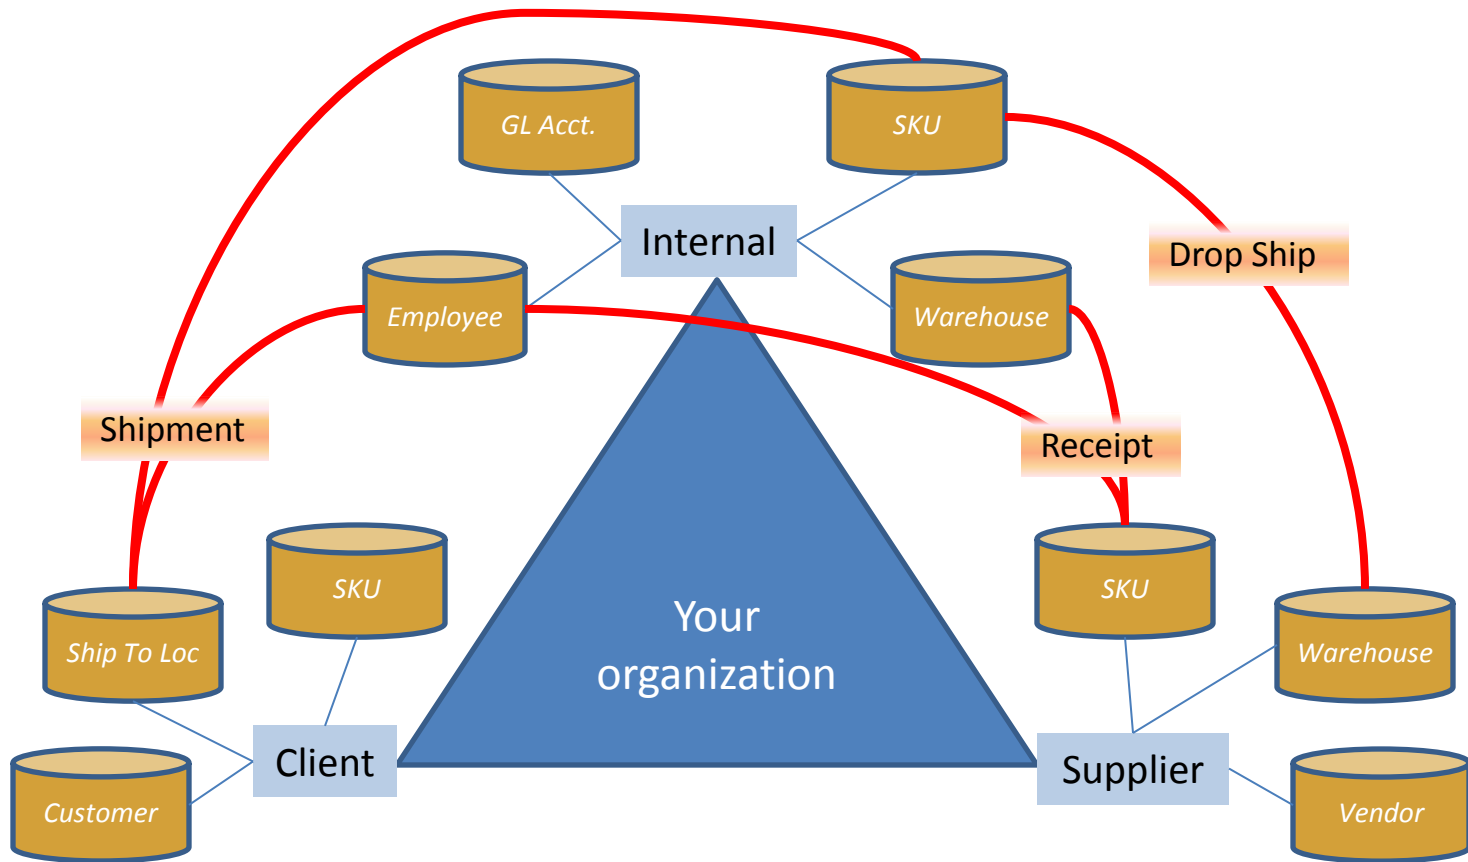 GL Acct.
SKU
Internal
Drop Ship
Employee
Warehouse
Shipment
Receipt
SKU
SKU
Your
organization
Ship To Loc
Warehouse
Client
Supplier
Customer
Vendor